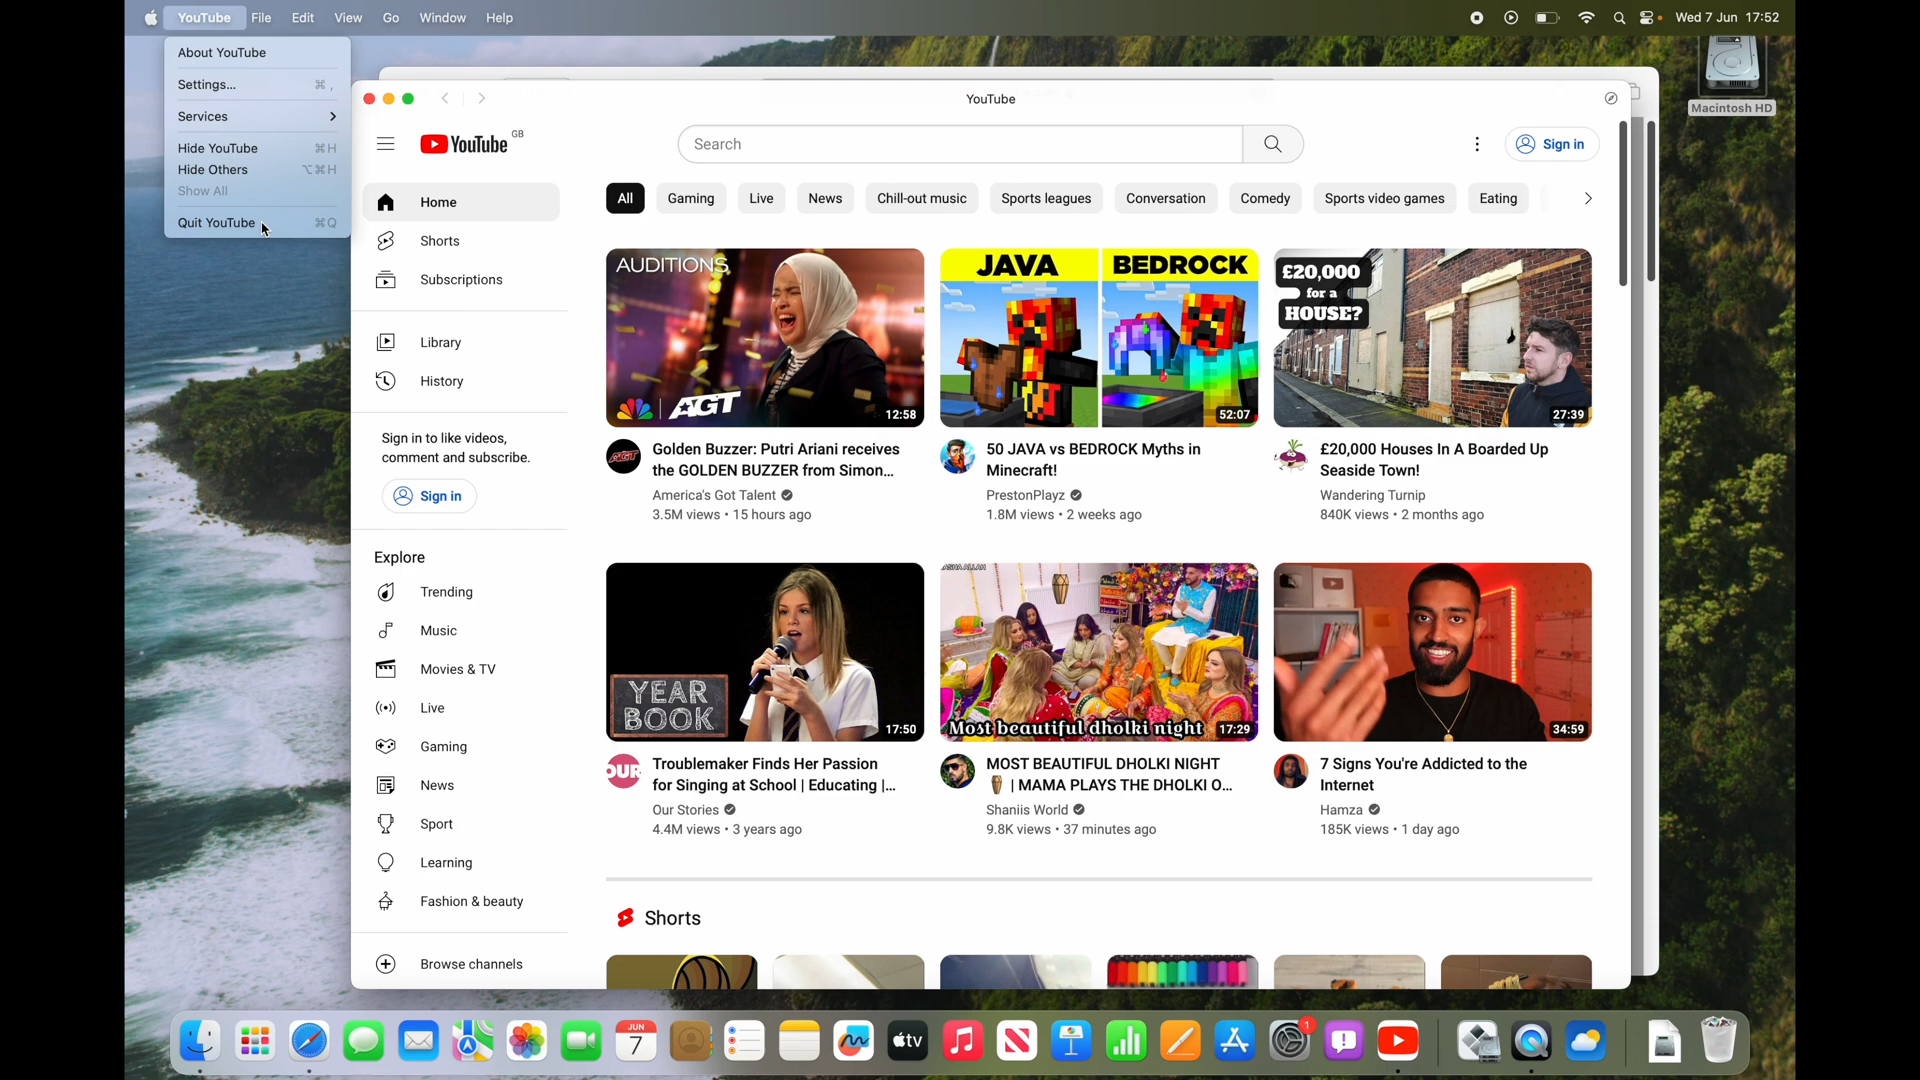 YouTube File Edit View Go Window Help
Wed 7 Jun 17:52
About YouTube
Settings... ⌘ ,
Services >
Hide YouTube ⌘H
Hide Others ⌥⌘H
Show All
Quit YouTube ⌘Q
Macintosh HD
YouTube
YouTube GB
Search
Sign in
Home
Shorts
Subscriptions
Library
History
Sign in to like videos,
comment and subscribe.
Sign in
Explore
Trending
Music
Movies & TV
Live
Gaming
News
Sport
Learning
Fashion & beauty
Browse channels
All Gaming Live News Chill-out music Sports leagues Conversation Comedy Sports video games Eating
AUDITIONS
AGT
12:58
JAVA BEDROCK
52:07
£20,000
for a
HOUSE?
27:39
AGT
Golden Buzzer: Putri Ariani receives
the GOLDEN BUZZER from Simon...
America's Got Talent
3.5M views • 15 hours ago
50 JAVA vs BEDROCK Myths in
Minecraft!
PrestonPlayz
1.8M views • 2 weeks ago
£20,000 Houses In A Boarded Up
Seaside Town!
Wandering Turnip
840K views • 2 months ago
YEAR
BOOK
17:50
ASHA ALLAH
Most beautiful dholki night
17:29
34:59
OUR
Troublemaker Finds Her Passion
for Singing at School | Educating |...
Our Stories
4.4M views • 3 years ago
MOST BEAUTIFUL DHOLKI NIGHT
| MAMA PLAYS THE DHOLKI O...
Shaniis World
9.8K views • 37 minutes ago
7 Signs You're Addicted to the
Internet
Hamza
185K views • 1 day ago
Shorts
JUN
7
tv
1